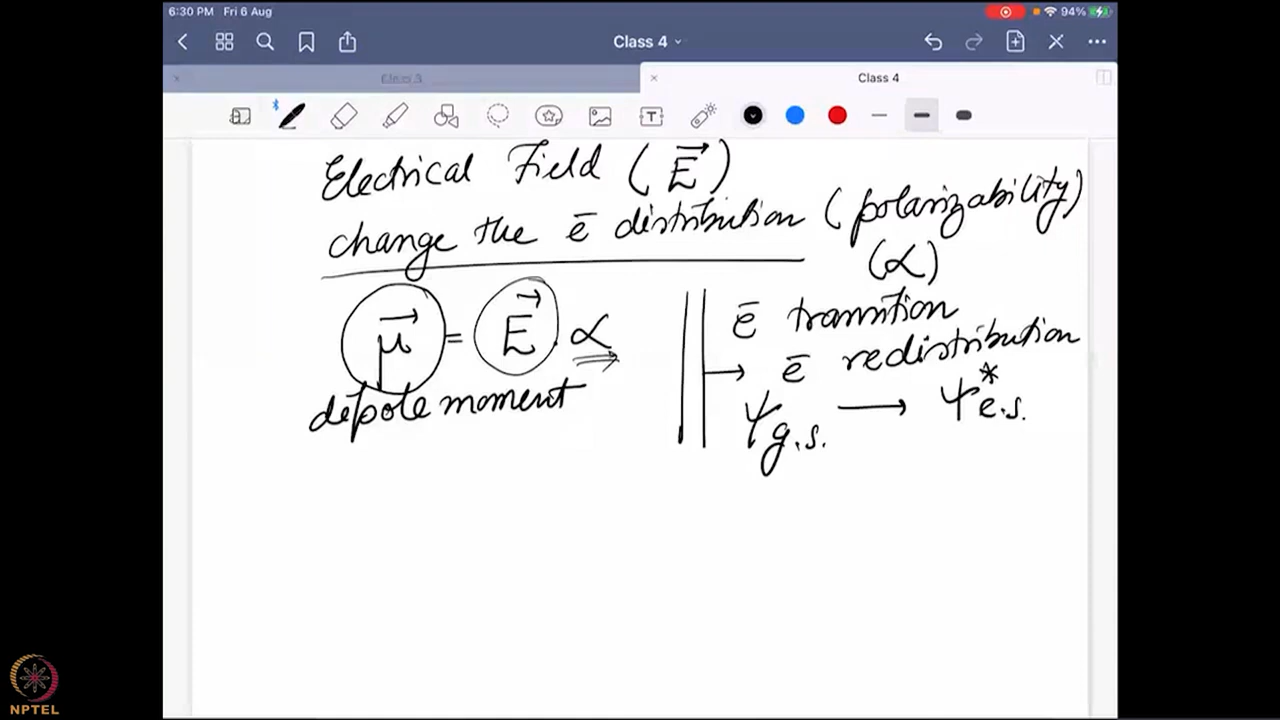 6:30 PM Fri 6 Aug
94%
Class 4
Class 3
Class 4
Electrical Field (E⃗)
change the ē distribution (polarizability)
(α)
μ⃗ = E⃗ . α
depole moment
ē transition
→ ē redistribution
ψg.s. → ψ*e.s.
NPTEL